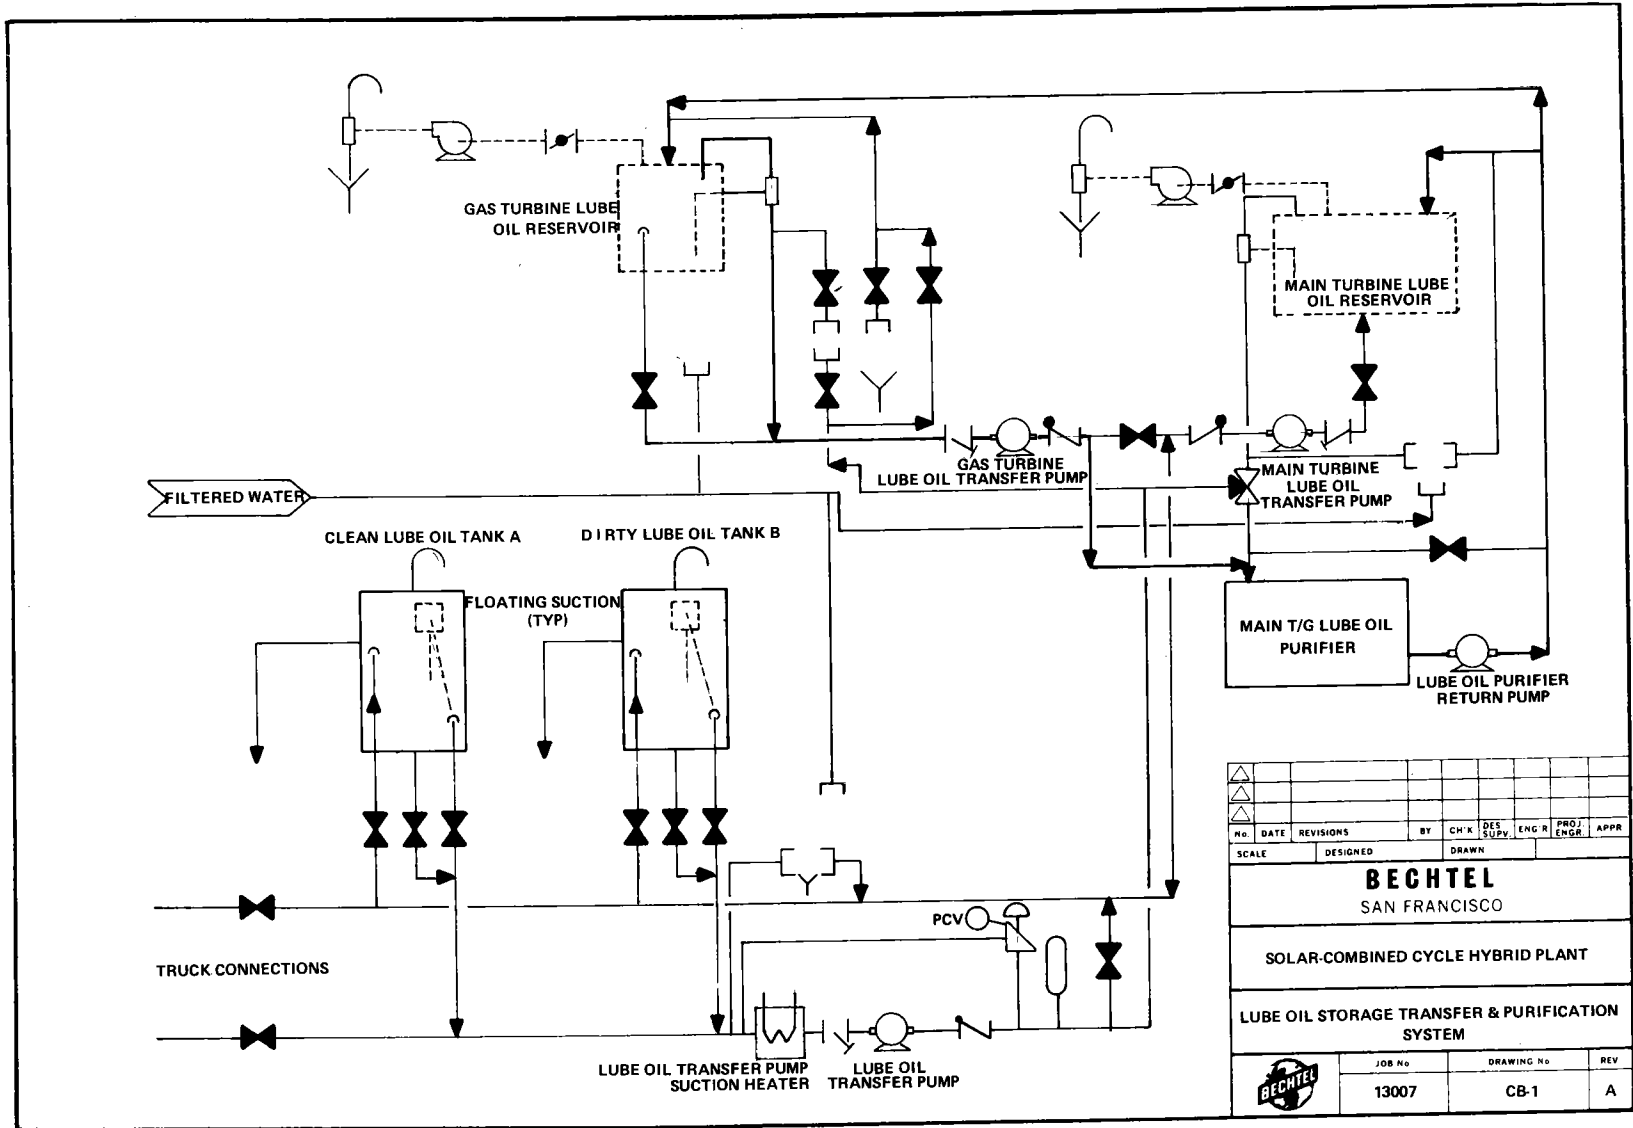 GAS TURBINE LUBE
OIL RESERVOIR
MAIN TURBINE LUBE
OIL RESERVOIR
GAS TURBINE
LUBE OIL TRANSFER PUMP
MAIN TURBINE
LUBE OIL
TRANSFER PUMP
FILTERED WATER
CLEAN LUBE OIL TANK A
DIRTY LUBE OIL TANK B
FLOATING SUCTION
(TYP)
MAIN T/G LUBE OIL
PURIFIER
LUBE OIL PURIFIER
RETURN PUMP
PCV
TRUCK CONNECTIONS
LUBE OIL TRANSFER PUMP
SUCTION HEATER
LUBE OIL
TRANSFER PUMP
No. DATE REVISIONS BY CH'K DES SUPV. ENG'R PROJ. ENGR. APPR
SCALE DESIGNED DRAWN
BECHTEL
SAN FRANCISCO
SOLAR-COMBINED CYCLE HYBRID PLANT
LUBE OIL STORAGE TRANSFER & PURIFICATION
SYSTEM
BECHTEL
JOB No DRAWING No REV
13007 CB-1 A